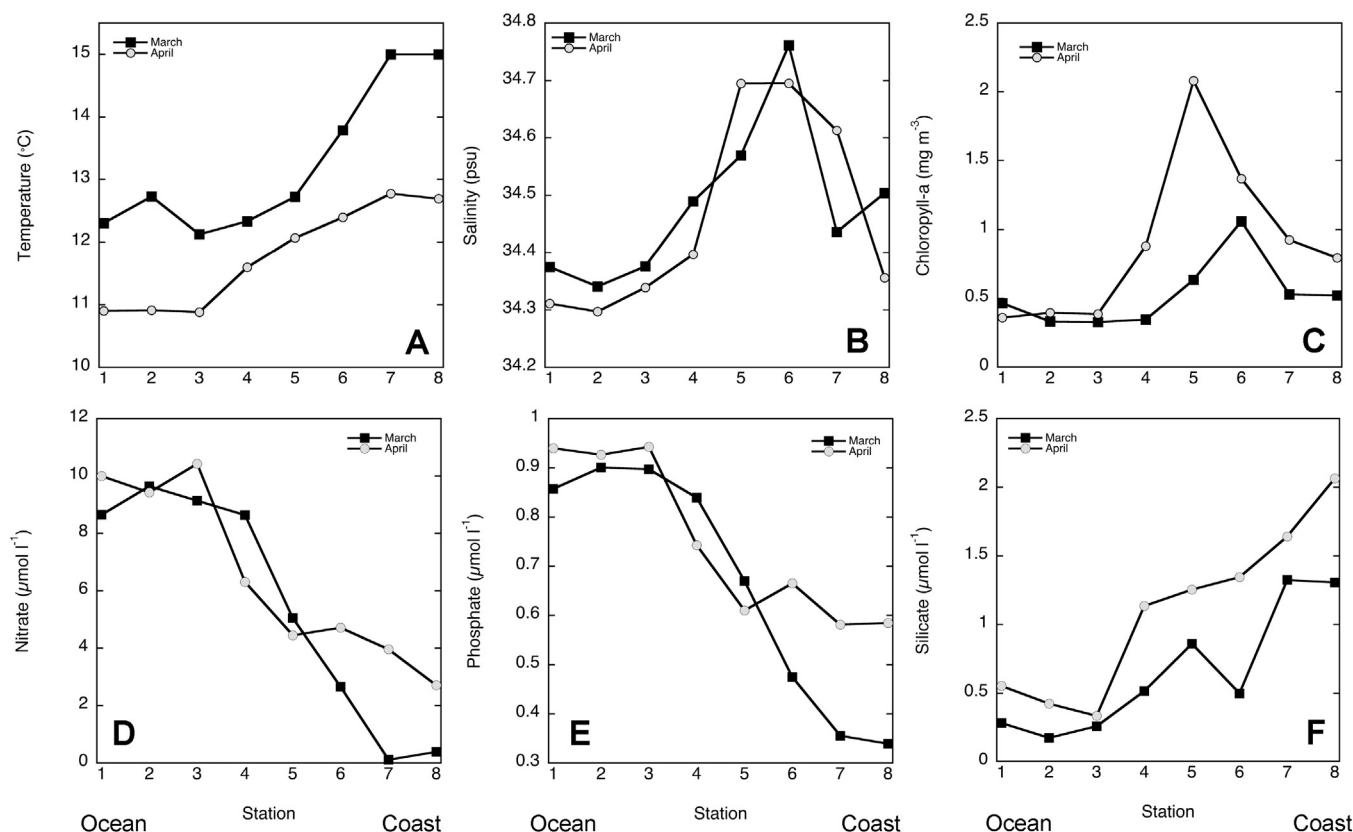 March
April
Temperature (°C)
15
14
13
12
11
10
1 2 3 4 5 6 7 8
A
March
April
Salinity (psu)
34.8
34.7
34.6
34.5
34.4
34.3
34.2
1 2 3 4 5 6 7 8
B
March
April
Chloropyll-a (mg m-3)
2.5
2
1.5
1
0.5
0
1 2 3 4 5 6 7 8
C
March
April
Nitrate (µmol l-1)
12
10
8
6
4
2
0
1 2 3 4 5 6 7 8
D
Station
Ocean Coast
March
April
Phosphate (µmol l-1)
1
0.9
0.8
0.7
0.6
0.5
0.4
0.3
1 2 3 4 5 6 7 8
E
Station
Ocean Coast
March
April
Silicate (µmol l-1)
2.5
2
1.5
1
0.5
0
1 2 3 4 5 6 7 8
F
Station
Ocean Coast